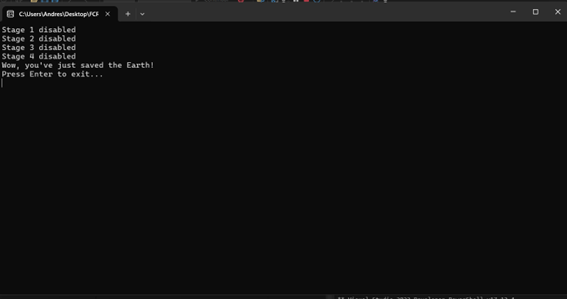 C:\Users\Andres\Desktop\FCF
Stage 1 disabled
Stage 2 disabled
Stage 3 disabled
Stage 4 disabled
Wow, you've just saved the Earth!
Press Enter to exit...